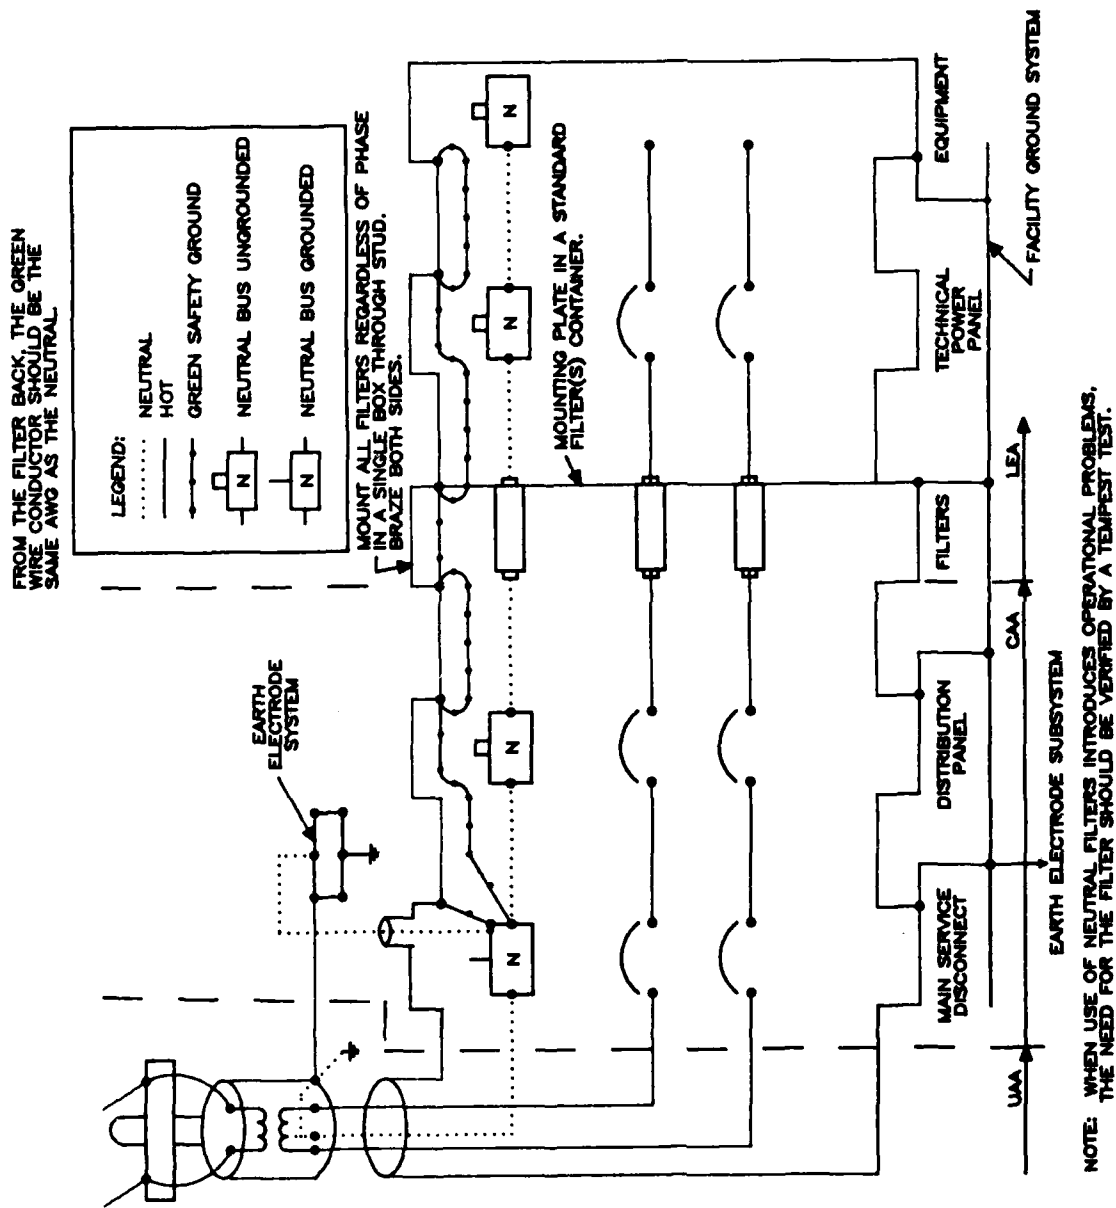 FROM THE FILTER BACK, THE GREEN
WIRE CONDUCTOR SHOULD BE THE
SAME AWG AS THE NEUTRAL.
LEGEND:
NEUTRAL
HOT
GREEN SAFETY GROUND
N
NEUTRAL BUS UNGROUNDED
N
NEUTRAL BUS GROUNDED
EARTH
ELECTRODE
SYSTEM
MOUNT ALL FILTERS REGARDLESS OF PHASE
IN A SINGLE BOX THROUGH STUD.
BRAZE BOTH SIDES.
N
N
N
N
MOUNTING PLATE IN A STANDARD
FILTER(S) CONTAINER.
MAIN SERVICE
DISCONNECT
DISTRIBUTION
PANEL
FILTERS
TECHNICAL
POWER
PANEL
EQUIPMENT
UAA
CAA
LEA
FACILITY GROUND SYSTEM
EARTH ELECTRODE SUBSYSTEM
NOTE: WHEN USE OF NEUTRAL FILTERS INTRODUCES OPERATIONAL PROBLEMS,
THE NEED FOR THE FILTER SHOULD BE VERIFIED BY A TEMPEST TEST.